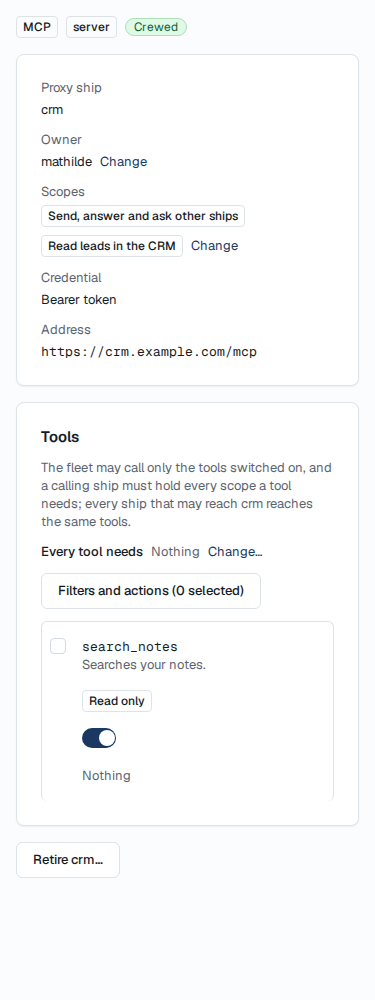 MCP server Crewed
Proxy ship
crm
Owner
mathilde Change
Scopes
Send, answer and ask other ships
Read leads in the CRM Change
Credential
Bearer token
Address
https://crm.example.com/mcp
Tools
The fleet may call only the tools switched on, and
a calling ship must hold every scope a tool
needs; every ship that may reach crm reaches
the same tools.
Every tool needs Nothing Change…
Filters and actions (0 selected)
search_notes
Searches your notes.
Read only
Nothing
Retire crm…